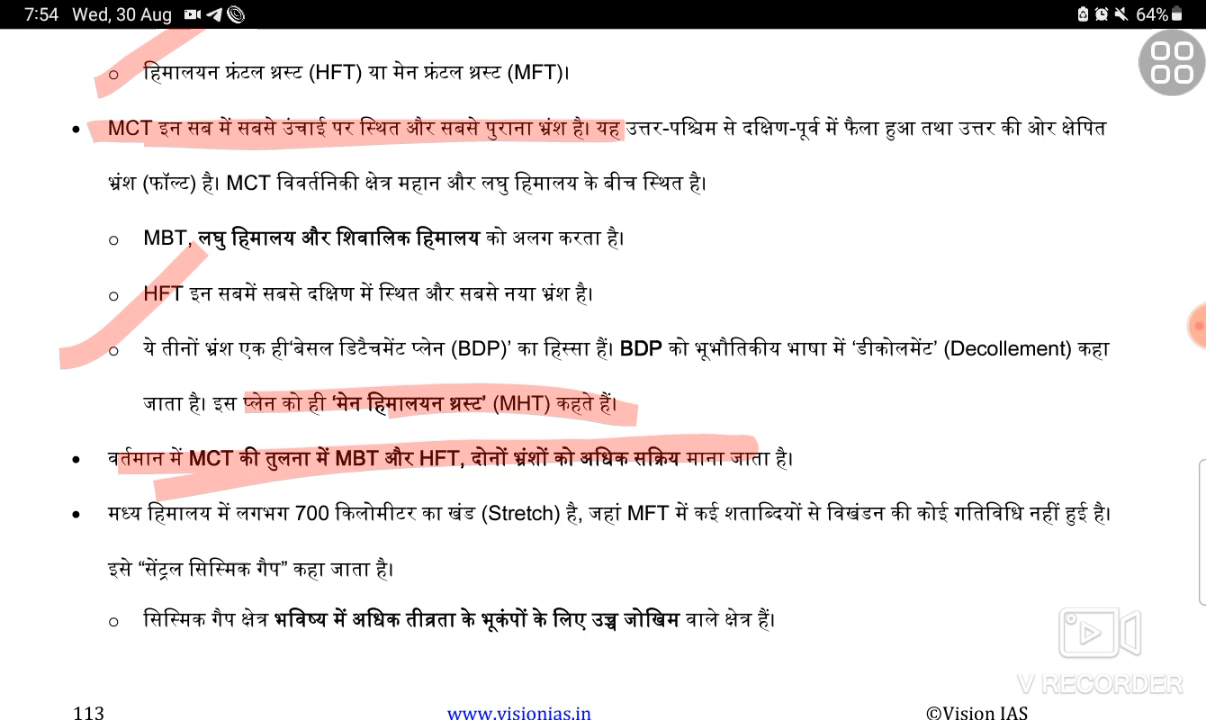 7:54 Wed, 30 Aug 64%
हिमालयन फ्रंटल थ्रस्ट (HFT) या मेन फ्रंटल थ्रस्ट (MFT)।
MCT इन सब में सबसे उंचाई पर स्थित और सबसे पुराना भ्रंश है। यह उत्तर-पश्चिम से दक्षिण-पूर्व में फैला हुआ तथा उत्तर की ओर क्षेपित
भ्रंश (फॉल्ट) है। MCT विवर्तनिकी क्षेत्र महान और लघु हिमालय के बीच स्थित है।
MBT, लघु हिमालय और शिवालिक हिमालय को अलग करता है।
HFT इन सबमें सबसे दक्षिण में स्थित और सबसे नया भ्रंश है।
ये तीनों भ्रंश एक ही‘बेसल डिटैचमेंट प्लेन (BDP)’ का हिस्सा हैं। BDP को भूभौतिकीय भाषा में ‘डीकोलमेंट’ (Decollement) कहा
जाता है। इस प्लेन को ही ‘मेन हिमालयन थ्रस्ट’ (MHT) कहते हैं।
वर्तमान में MCT की तुलना में MBT और HFT, दोनों भ्रंशों को अधिक सक्रिय माना जाता है।
मध्य हिमालय में लगभग 700 किलोमीटर का खंड (Stretch) है, जहां MFT में कई शताब्दियों से विखंडन की कोई गतिविधि नहीं हुई है।
इसे “सेंट्रल सिस्मिक गैप” कहा जाता है।
सिस्मिक गैप क्षेत्र भविष्य में अधिक तीव्रता के भूकंपों के लिए उच्च जोखिम वाले क्षेत्र हैं।
V RECORDER
113 www.visionias.in ©Vision IAS